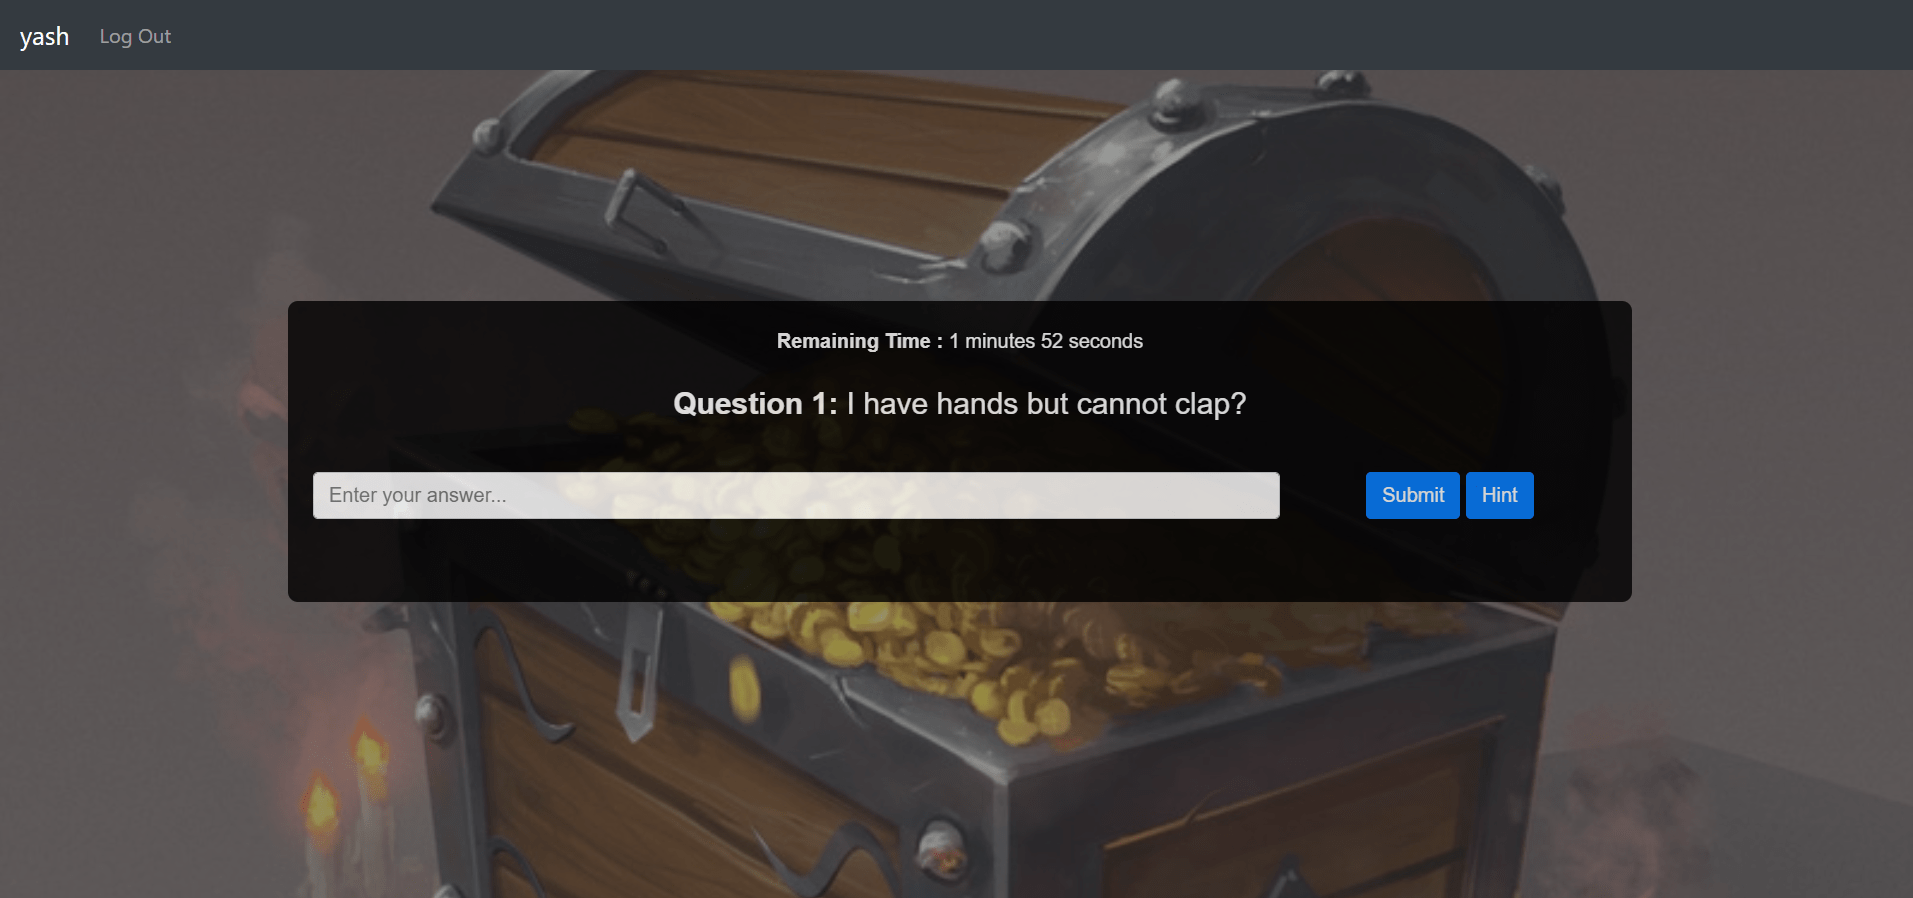 yash Log Out
Remaining Time : 1 minutes 52 seconds
Question 1: I have hands but cannot clap?
Enter your answer... Submit Hint